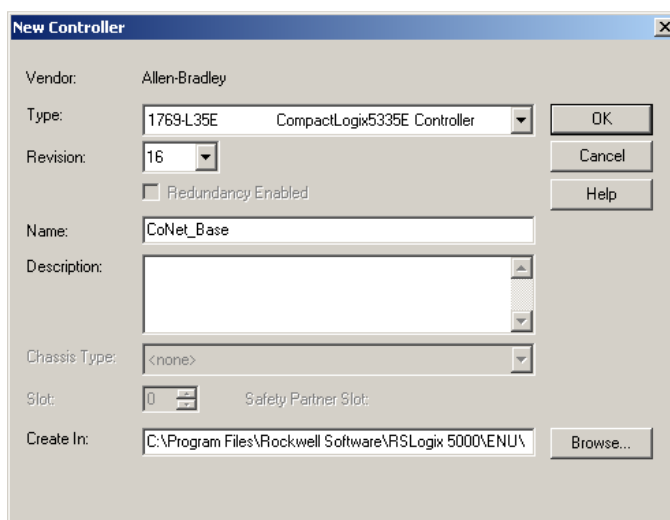 New Controller
Vendor: Allen-Bradley
Type: 1769-L35E CompactLogix5335E Controller
OK
Revision: 16
Cancel
Redundancy Enabled
Help
Name: CoNet_Base
Description:
Chassis Type: <none>
Slot: 0 Safety Partner Slot:
Create In: C:\Program Files\Rockwell Software\RSLogix 5000\ENU\
Browse...